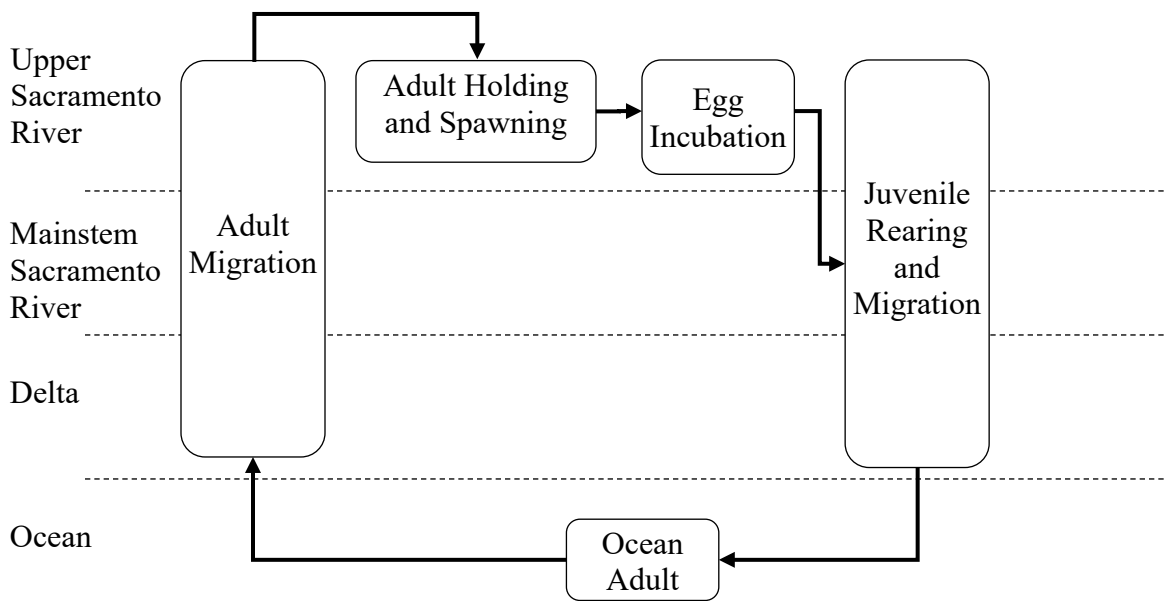 Upper
Sacramento
River
Adult Holding
and Spawning
Egg
Incubation
Mainstem
Sacramento
River
Adult
Migration
Juvenile
Rearing
and
Migration
Delta
Ocean
Ocean
Adult